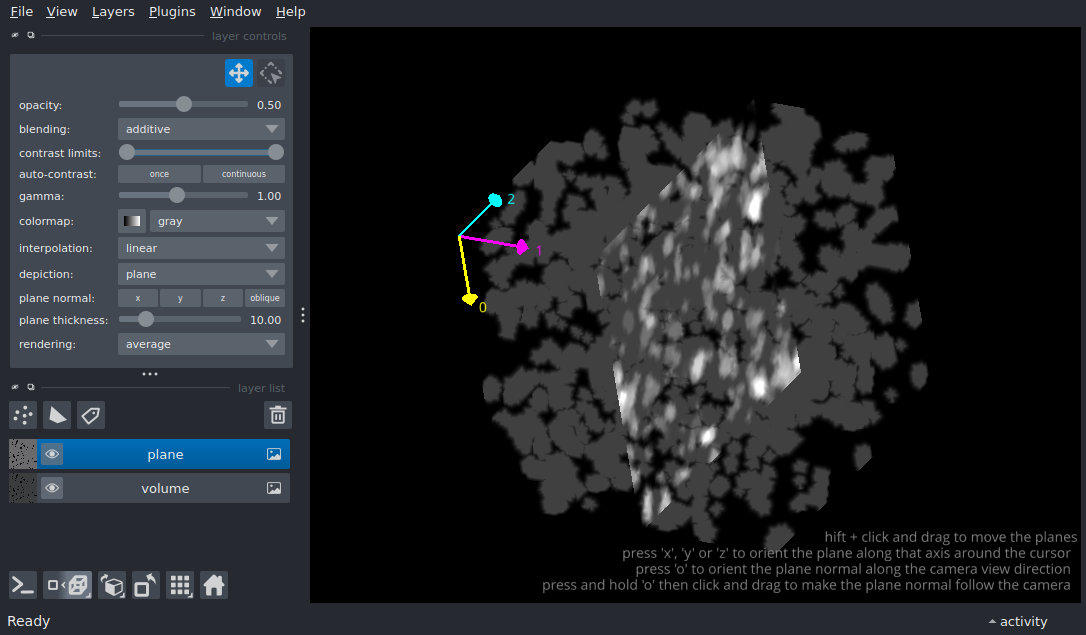 File View Layers Plugins Window Help
layer controls
opacity: 0.50
blending: additive
contrast limits:
auto-contrast: once continuous
gamma: 1.00
colormap: gray
interpolation: linear
depiction: plane
plane normal: x y z oblique
plane thickness: 10.00
rendering: average
layer list
plane
volume
2
1
0
hift + click and drag to move the planes
press 'x', 'y' or 'z' to orient the plane along that axis around the cursor
press 'o' to orient the plane normal along the camera view direction
press and hold 'o' then click and drag to make the plane normal follow the camera
Ready
activity